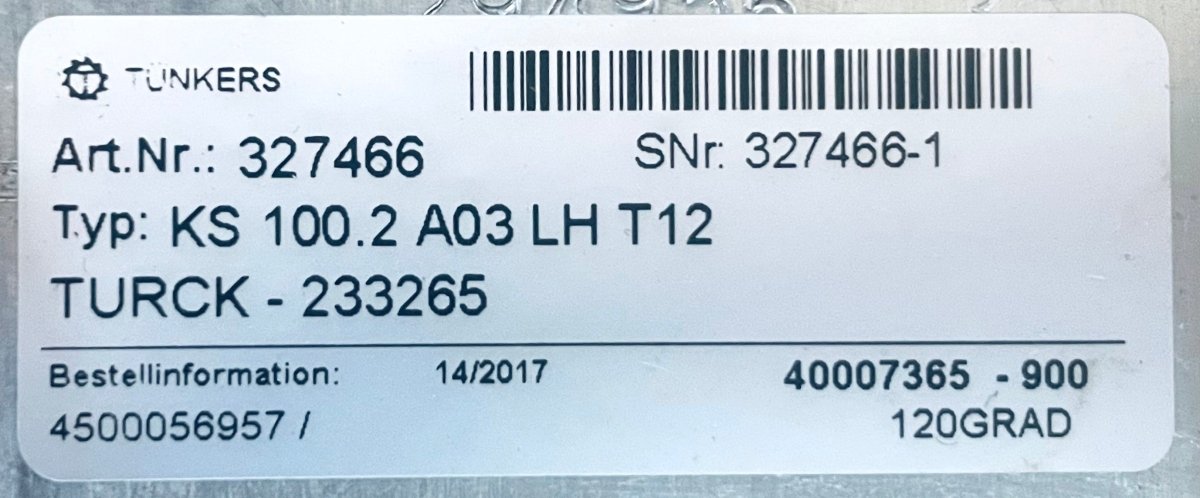 TÜNKERS
Art.Nr.: 327466 SNr: 327466-1
Typ: KS 100.2 A03 LH T12
TURCK - 233265
Bestellinformation: 14/2017 40007365 - 900
4500056957 / 120GRAD